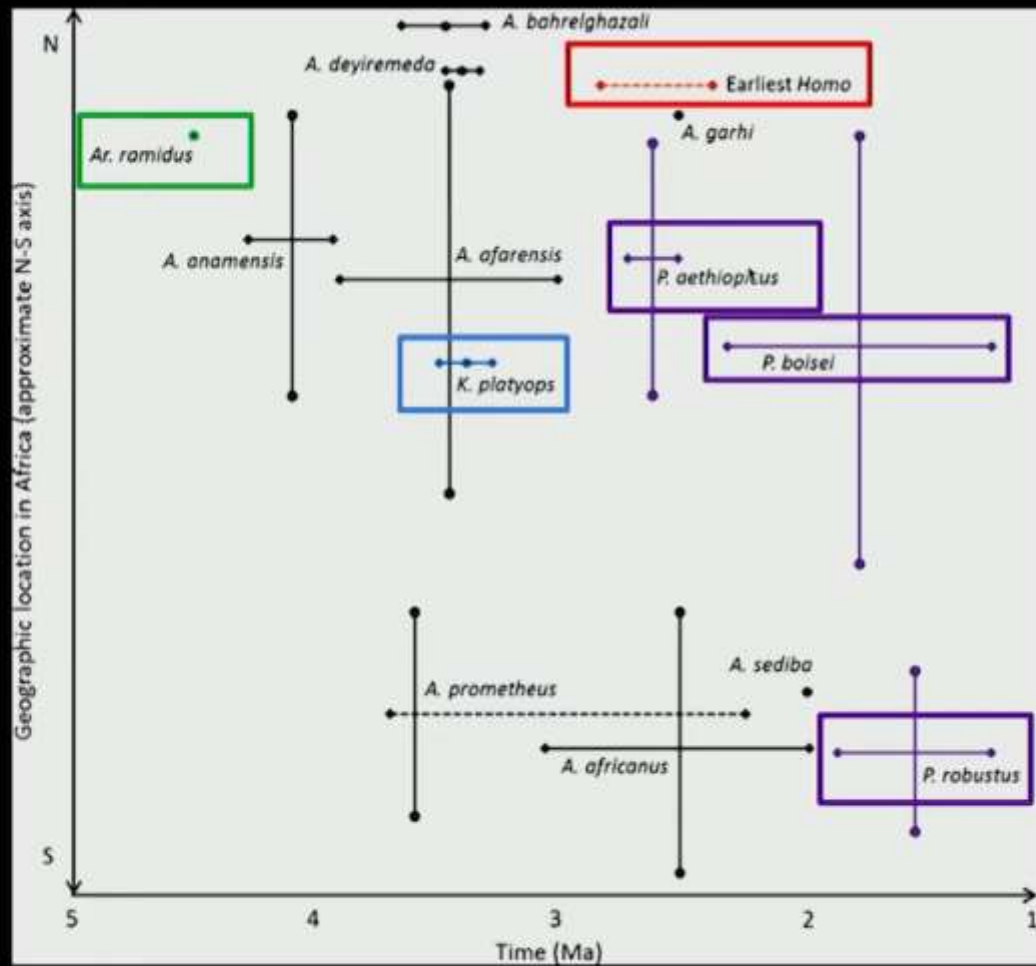 N
A. bahrelghazali
A. deyiremeda
Earliest Homo
A. garhi
Ar. ramidus
A. anamensis
A. afarensis
P. aethiopicus
P. boisei
K. platyops
A. sediba
A. prometheus
A. africanus
P. robustus
S
Geographic location in Africa (approximate N-S axis)
5 4 3 2 1
Time (Ma)